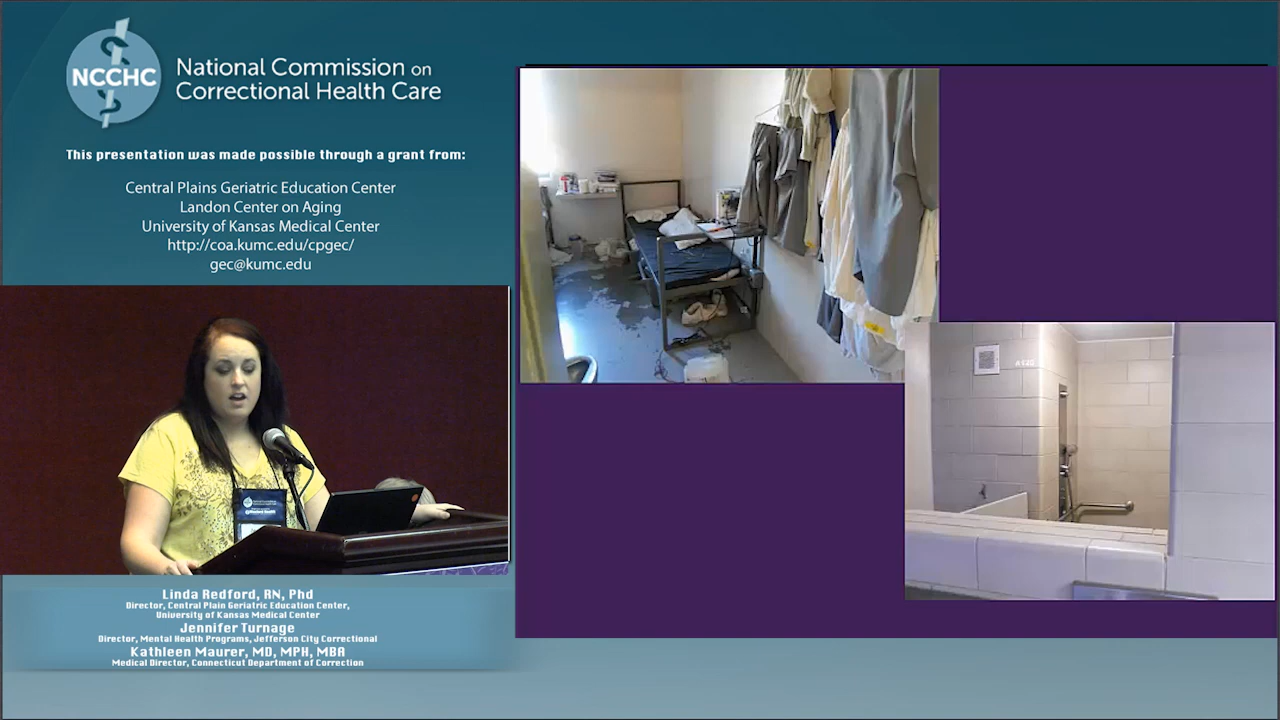 NCCHC
National Commission on
Correctional Health Care
This presentation was made possible through a grant from:
Central Plains Geriatric Education Center
Landon Center on Aging
University of Kansas Medical Center
http://coa.kumc.edu/cpgec/
gec@kumc.edu
Linda Redford, RN, Phd
Director, Central Plain Geriatric Education Center,
University of Kansas Medical Center
Jennifer Turnage
Director, Mental Health Programs, Jefferson City Correctional
Kathleen Maurer, MD, MPH, MBA
Medical Director, Connecticut Department of Correction